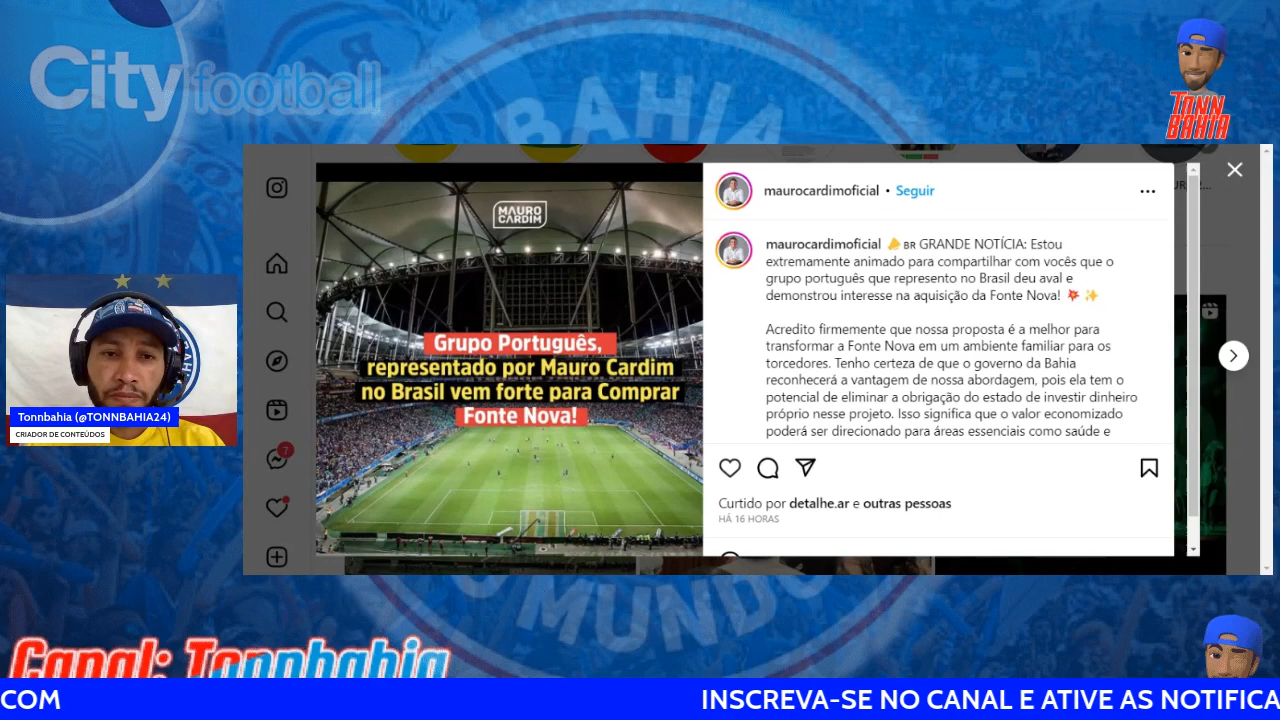 City football
BAHIA
TONN
BAHIA
MAURO
CARDIM
Grupo Português,
representado por Mauro Cardim
no Brasil vem forte para Comprar
Fonte Nova!
maurocardimoficial • Seguir
maurocardimoficial 📣 BR GRANDE NOTÍCIA: Estou
extremamente animado para compartilhar com vocês que o
grupo português que represento no Brasil deu aval e
demonstrou interesse na aquisição da Fonte Nova! 💥 ✨
Acredito firmemente que nossa proposta é a melhor para
transformar a Fonte Nova em um ambiente familiar para os
torcedores. Tenho certeza de que o governo da Bahia
reconhecerá a vantagem de nossa abordagem, pois ela tem o
potencial de eliminar a obrigação do estado de investir dinheiro
próprio nesse projeto. Isso significa que o valor economizado
poderá ser direcionado para áreas essenciais como saúde e
Curtido por detalhe.ar e outras pessoas
HÁ 16 HORAS
7
Tonnbahia (@TONNBAHIA24)
CRIADOR DE CONTEÚDOS
MUNDO
Canal: Tonnbahia
COM
INSCREVA-SE NO CANAL E ATIVE AS NOTIFICA